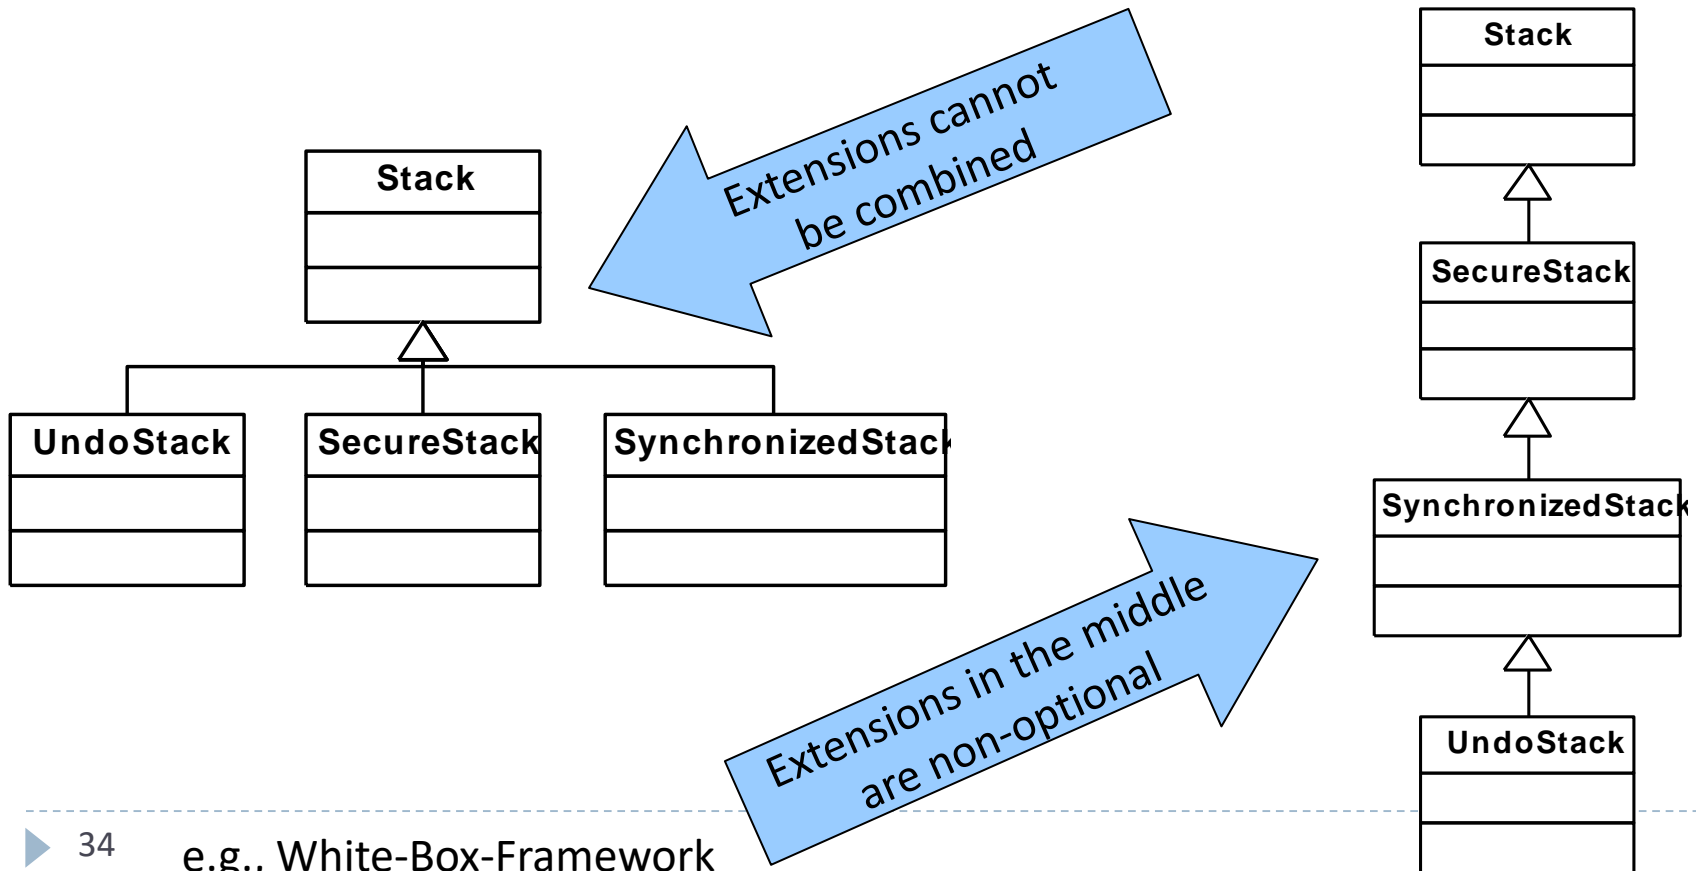 Stack
UndoStack
SecureStack
SynchronizedStack
Extensions cannot
be combined
Stack
SecureStack
SynchronizedStack
UndoStack
Extensions in the middle
are non-optional
34
e.g., White-Box-Framework